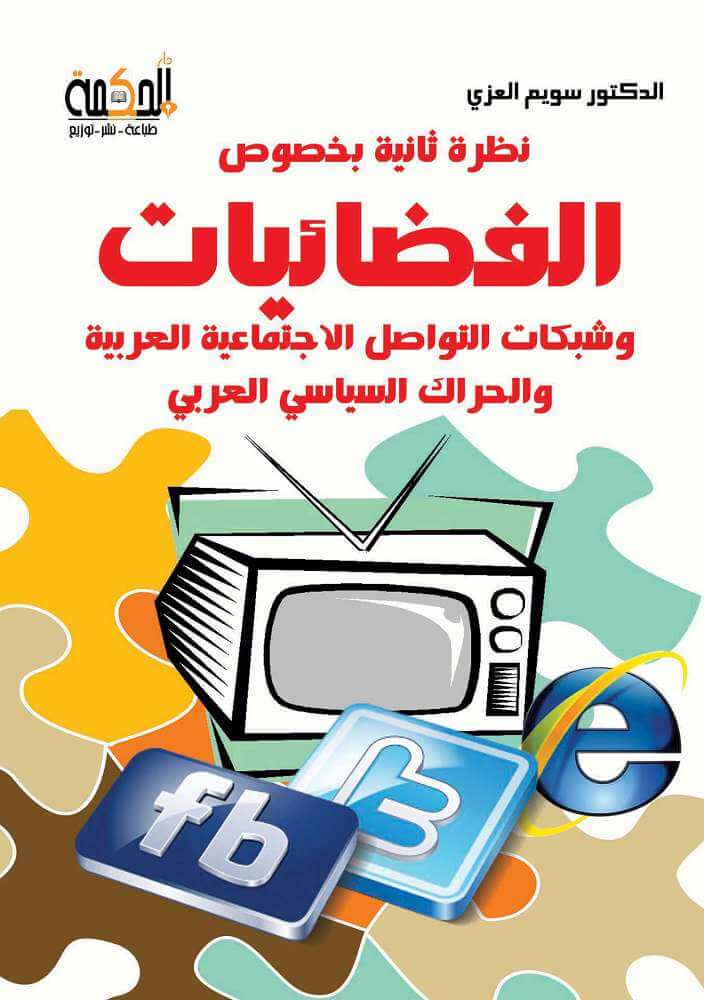 دار الحكمة
طباعة - نشر - توزيع
الدكتور سويم العزي
نظرة ثانية بخصوص
الفضائيات
وشبكات التواصل الاجتماعية العربية
والحراك السياسي العربي
fb
t
e